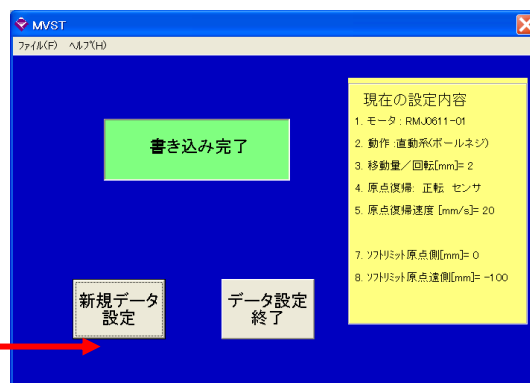 MVST
ファイル(F) ヘルプ(H)
現在の設定内容
1. モータ : RMJ0611-01
2. 動作 :直動系(ボールネジ)
3. 移動量／回転[mm]= 2
4. 原点復帰: 正転 センサ
5. 原点復帰速度 [mm/s]= 20
7. ソフトリミット原点側[mm]= 0
8. ソフトリミット原点遠側[mm]= -100
書き込み完了
新規データ
設定
データ設定
終了